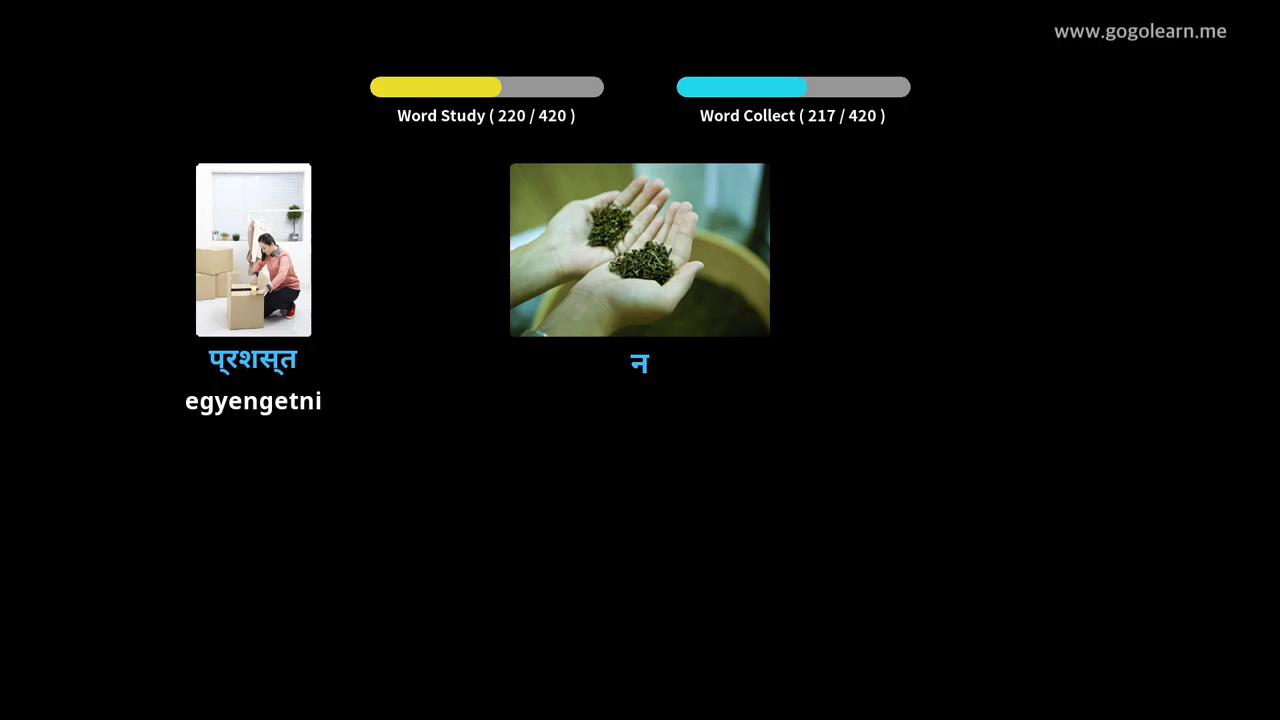 www.gogolearn.me
Word Study ( 220 / 420 )
Word Collect ( 217 / 420 )
प्रशस्त
egyengetni
न